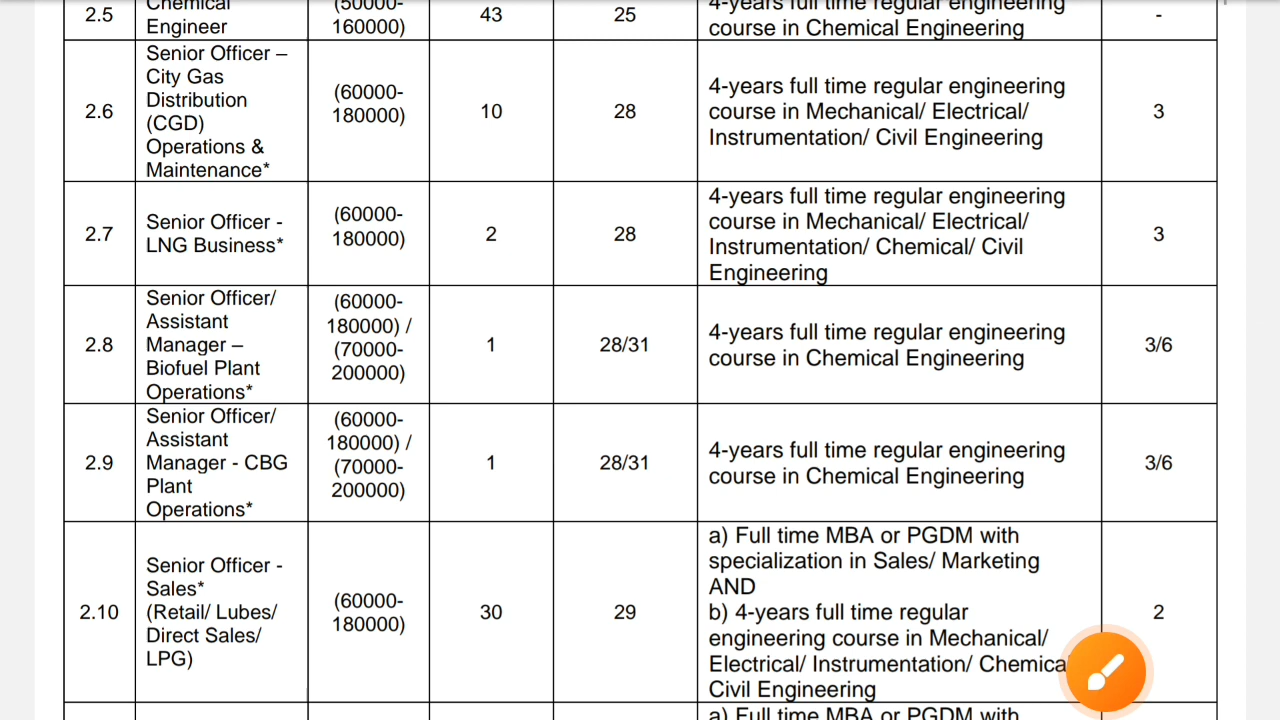 2.5
Chemical
Engineer
(50000-
160000)
43
25
4-years full time regular engineering
course in Chemical Engineering
-
2.6
Senior Officer –
City Gas
Distribution
(CGD)
Operations &
Maintenance*
(60000-
180000)
10
28
4-years full time regular engineering
course in Mechanical/ Electrical/
Instrumentation/ Civil Engineering
3
2.7
Senior Officer -
LNG Business*
(60000-
180000)
2
28
4-years full time regular engineering
course in Mechanical/ Electrical/
Instrumentation/ Chemical/ Civil
Engineering
3
2.8
Senior Officer/
Assistant
Manager –
Biofuel Plant
Operations*
(60000-
180000) /
(70000-
200000)
1
28/31
4-years full time regular engineering
course in Chemical Engineering
3/6
2.9
Senior Officer/
Assistant
Manager - CBG
Plant
Operations*
(60000-
180000) /
(70000-
200000)
1
28/31
4-years full time regular engineering
course in Chemical Engineering
3/6
2.10
Senior Officer -
Sales*
(Retail/ Lubes/
Direct Sales/
LPG)
(60000-
180000)
30
29
a) Full time MBA or PGDM with
specialization in Sales/ Marketing
AND
b) 4-years full time regular
engineering course in Mechanical/
Electrical/ Instrumentation/ Chemica
Civil Engineering
2
a) Full time MBA or PGDM with